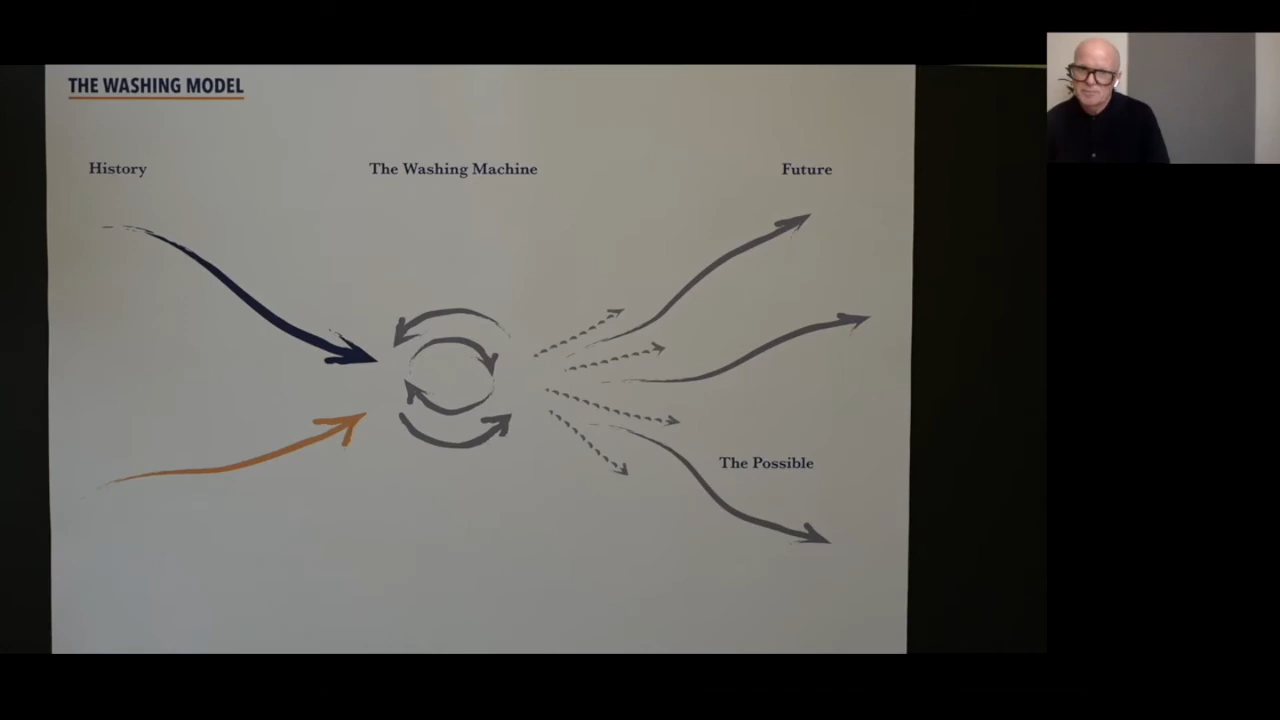 THE WASHING MODEL
History
The Washing Machine
Future
The Possible